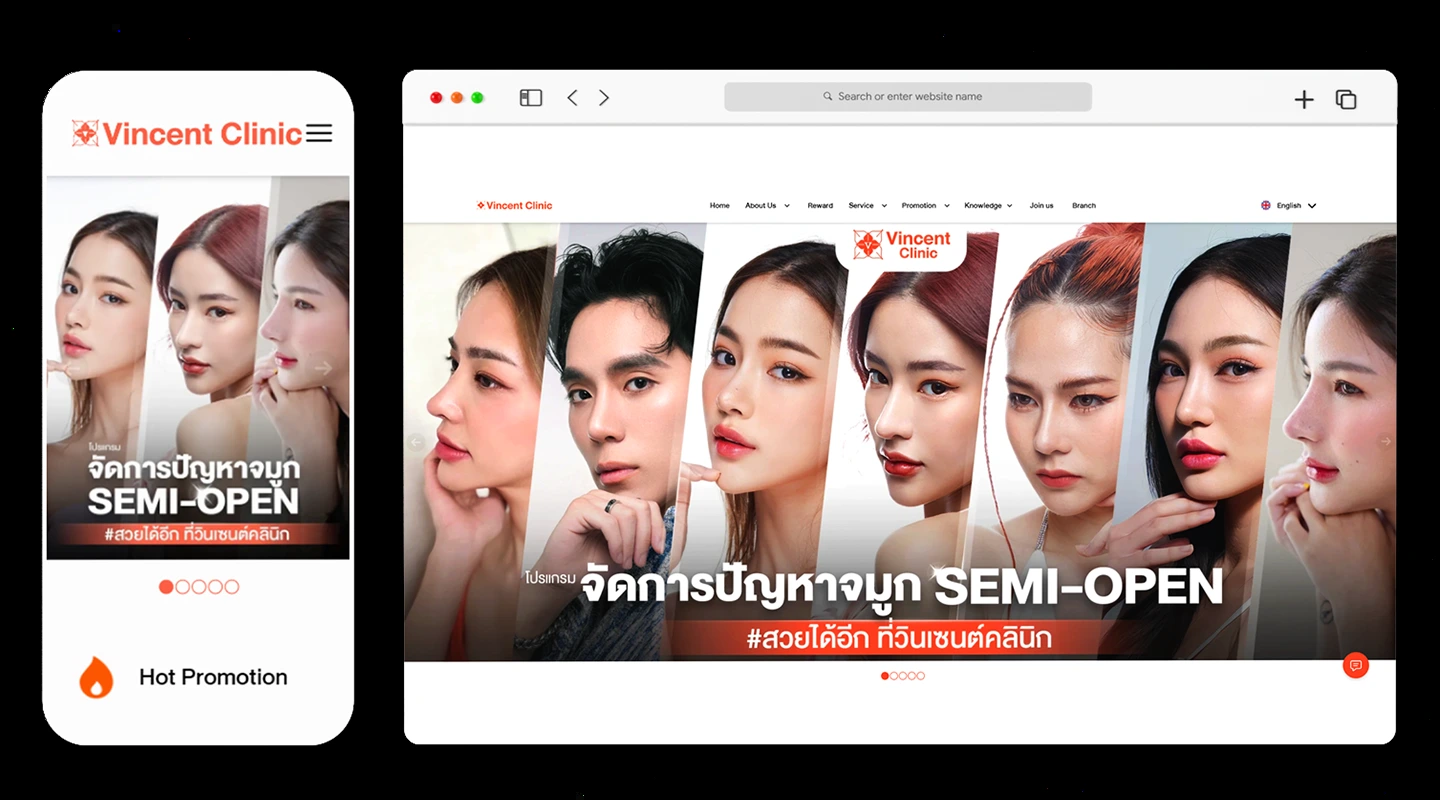 Vincent Clinic
โปรแกรม
จัดการปัญหาจมูก
SEMI-OPEN
#สวยได้อีก ที่วินเซนต์คลินิก
Hot Promotion
Search or enter website name
Vincent Clinic
Home About Us Reward Service Promotion Knowledge Join us Branch
English
Vincent
Clinic
โปรแกรม จัดการปัญหาจมูก SEMI-OPEN
#สวยได้อีก ที่วินเซนต์คลินิก